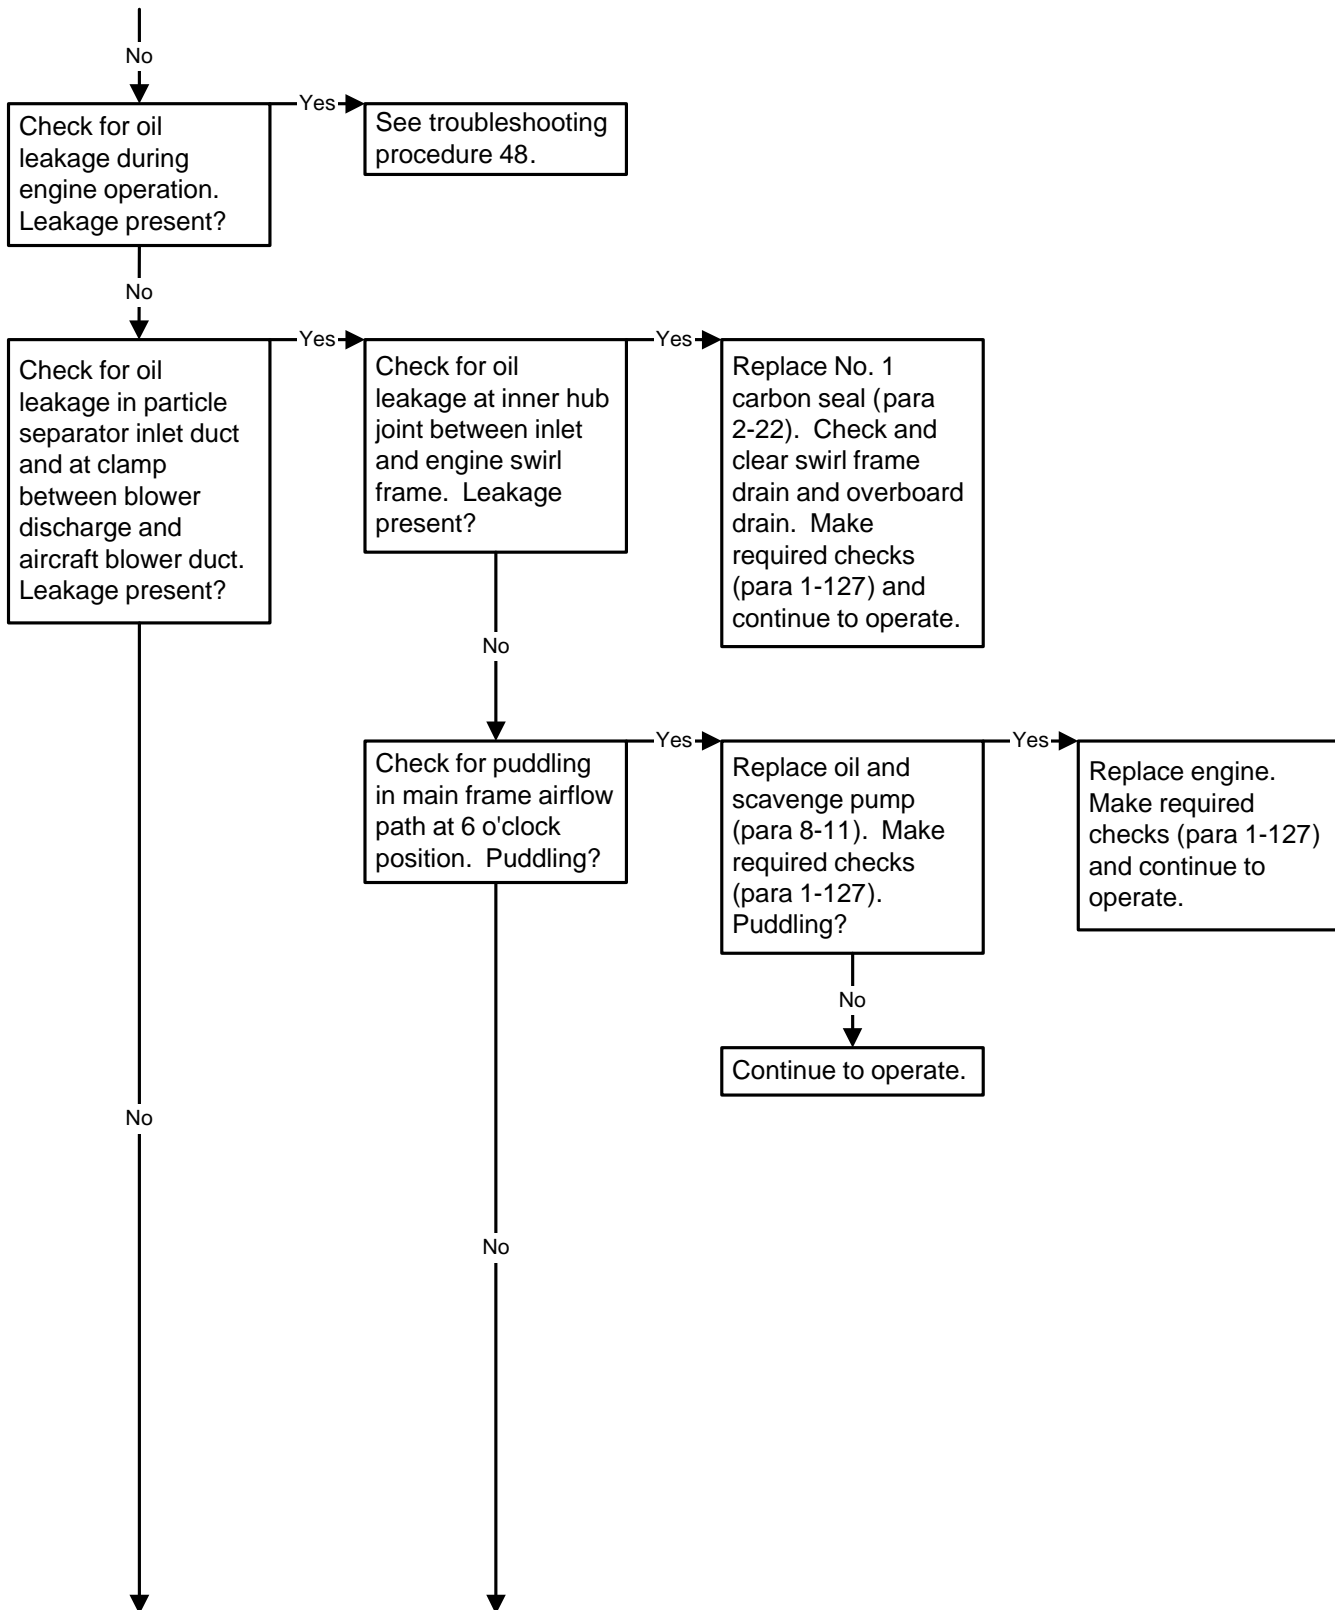 No
Check for oil
leakage during
engine operation.
Leakage present?
Yes
See troubleshooting
procedure 48.
No
Check for oil
leakage in particle
separator inlet duct
and at clamp
between blower
discharge and
aircraft blower duct.
Leakage present?
Yes
Check for oil
leakage at inner hub
joint between inlet
and engine swirl
frame.  Leakage
present?
Yes
Replace No. 1
carbon seal (para
2-22).  Check and
clear swirl frame
drain and overboard
drain.  Make
required checks
(para 1-127) and
continue to operate.
No
Check for puddling
in main frame airflow
path at 6 o'clock
position.  Puddling?
Yes
Replace oil and
scavenge pump
(para 8-11).  Make
required checks
(para 1-127).
Puddling?
Yes
Replace engine.
Make required
checks (para 1-127)
and continue to
operate.
No
Continue to operate.
No
No